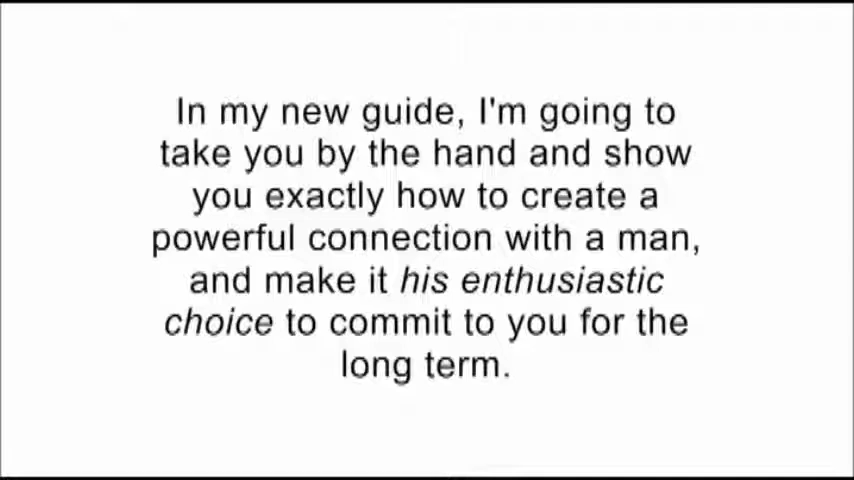 In my new guide, I'm going to
take you by the hand and show
you exactly how to create a
powerful connection with a man,
and make it his enthusiastic
choice to commit to you for the
long term.